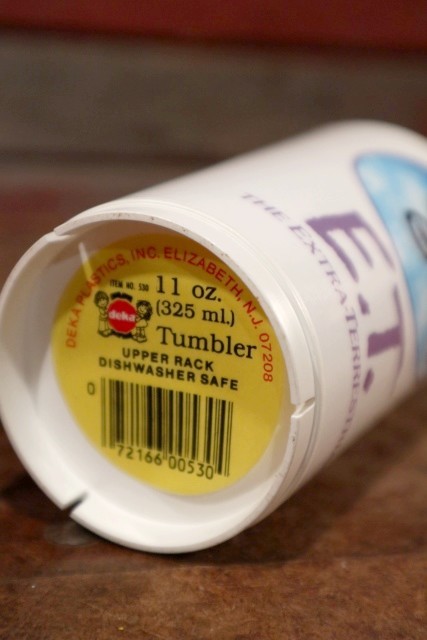 DEKA PLASTICS, INC. ELIZABETH, N.J. 07208
ITEM NO. 530
11 oz.
(325 ml.)
deka
Tumbler
UPPER RACK
DISHWASHER SAFE
0
72166 00530
E.T.
THE EXTRA-TERRESTRIAL